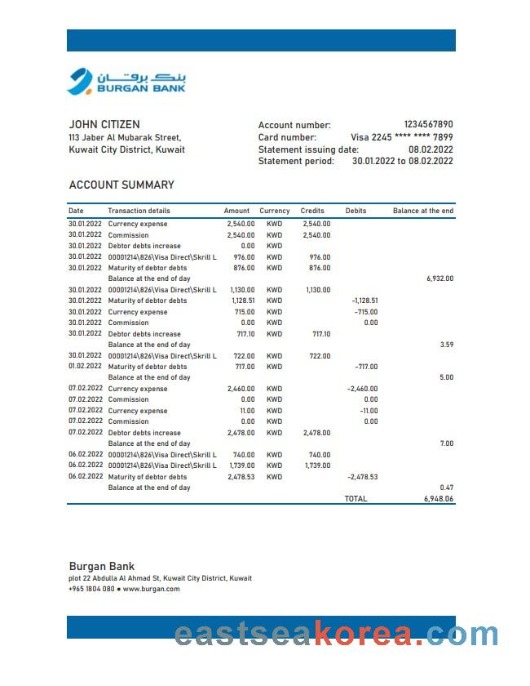 بنك برقان
BURGAN BANK
JOHN CITIZEN
113 Jaber Al Mubarak Street,
Kuwait City District, Kuwait
Account number: 1234567890
Card number: Visa 2245 **** **** 7899
Statement issuing date: 08.02.2022
Statement period: 30.01.2022 to 08.02.2022
ACCOUNT SUMMARY
Date Transaction details Amount Currency Credits Debits Balance at the end
30.01.2022 Currency expense 2,540.00 KWD 2,540.00
30.01.2022 Commission 2,540.00 KWD 2,540.00
30.01.2022 Debtor debts increase 0.00 KWD
30.01.2022 00001214\826\Visa Direct\Skrill L 976.00 KWD 976.00
30.01.2022 Maturity of debtor debts 876.00 KWD 876.00
Balance at the end of day 6,932.00
30.01.2022 00001214\826\Visa Direct\Skrill L 1,130.00 KWD 1,130.00
30.01.2022 Maturity of debtor debts 1,128.51 KWD -1,128.51
30.01.2022 Currency expense 715.00 KWD -715.00
30.01.2022 Commission 0.00 KWD 0.00
30.01.2022 Debtor debts increase 717.10 KWD 717.10
Balance at the end of day 3.59
30.01.2022 00001214\826\Visa Direct\Skrill L 722.00 KWD 722.00
01.02.2022 Maturity of debtor debts 717.00 KWD -717.00
Balance at the end of day 5.00
07.02.2022 Currency expense 2,460.00 KWD -2,460.00
07.02.2022 Commission 0.00 KWD 0.00
07.02.2022 Currency expense 11.00 KWD -11.00
07.02.2022 Commission 0.00 KWD 0.00
07.02.2022 Debtor debts increase 2,478.00 KWD 2,478.00
Balance at the end of day 7.00
06.02.2022 00001214\826\Visa Direct\Skrill L 740.00 KWD 740.00
06.02.2022 00001214\826\Visa Direct\Skrill L 1,739.00 KWD 1,739.00
06.02.2022 Maturity of debtor debts 2,478.53 KWD -2,478.53
Balance at the end of day 0.47
TOTAL 6,948.06
Burgan Bank
plot 22 Abdulla Al Ahmad St, Kuwait City District, Kuwait
+965 1804 080 ● www.burgan.com
eastseakorea.com